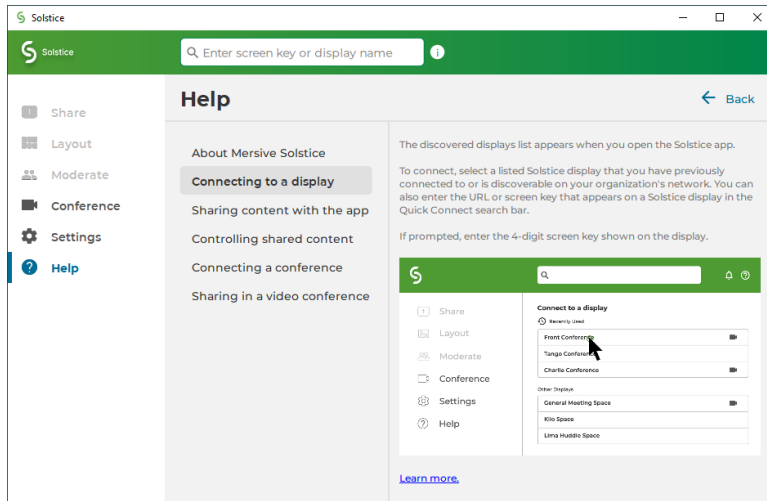 Solstice
Solstice
Enter screen key or display name
Share
Layout
Moderate
Conference
Settings
Help
Help
Back
About Mersive Solstice
Connecting to a display
Sharing content with the app
Controlling shared content
Connecting a conference
Sharing in a video conference
The discovered displays list appears when you open the Solstice app.
To connect, select a listed Solstice display that you have previously
connected to or is discoverable on your organization's network. You can
also enter the URL or screen key that appears on a Solstice display in the
Quick Connect search bar.
If prompted, enter the 4-digit screen key shown on the display.
Share
Layout
Moderate
Conference
Settings
Help
Connect to a display
Recently Used
Front Conference
Tango Conference
Charlie Conference
Other Displays
General Meeting Space
Kilo Space
Lima Huddle Space
Learn more.